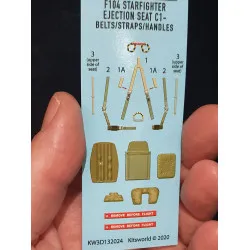 F104 STARFIGHTER
EJECTION SEAT C1-
BELTS/STRAPS/HANDLES
3 1 3
(upper side of seat) 2 1A 1A 2 (upper side of seat)
REMOVE BEFORE FLIGHT
REMOVE BEFORE FLIGHT
KW3D132024 Kitsworld © 2020